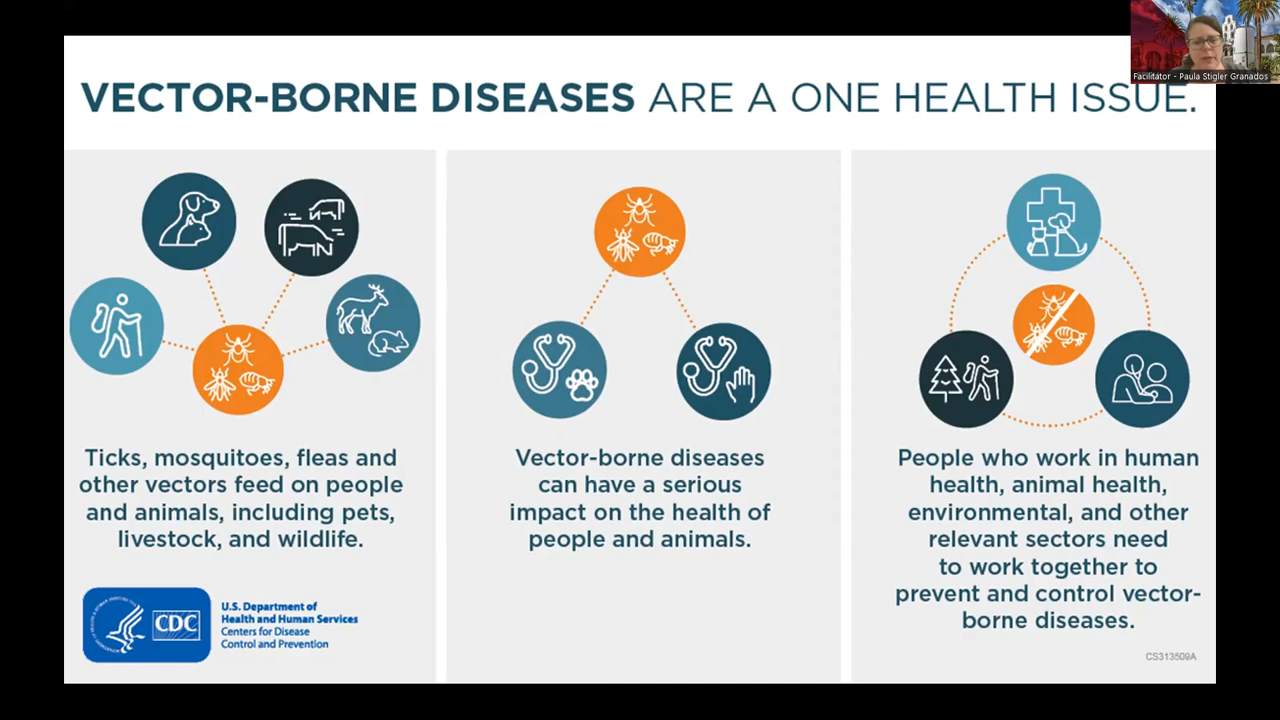 Facilitator - Paula Stigler Granados
VECTOR-BORNE DISEASES ARE A ONE HEALTH ISSUE.
Ticks, mosquitoes, fleas and
other vectors feed on people
and animals, including pets,
livestock, and wildlife.
Vector-borne diseases
can have a serious
impact on the health of
people and animals.
People who work in human
health, animal health,
environmental, and other
relevant sectors need
to work together to
prevent and control vector-
borne diseases.
CDC
U.S. Department of
Health and Human Services
Centers for Disease
Control and Prevention
CS313509A